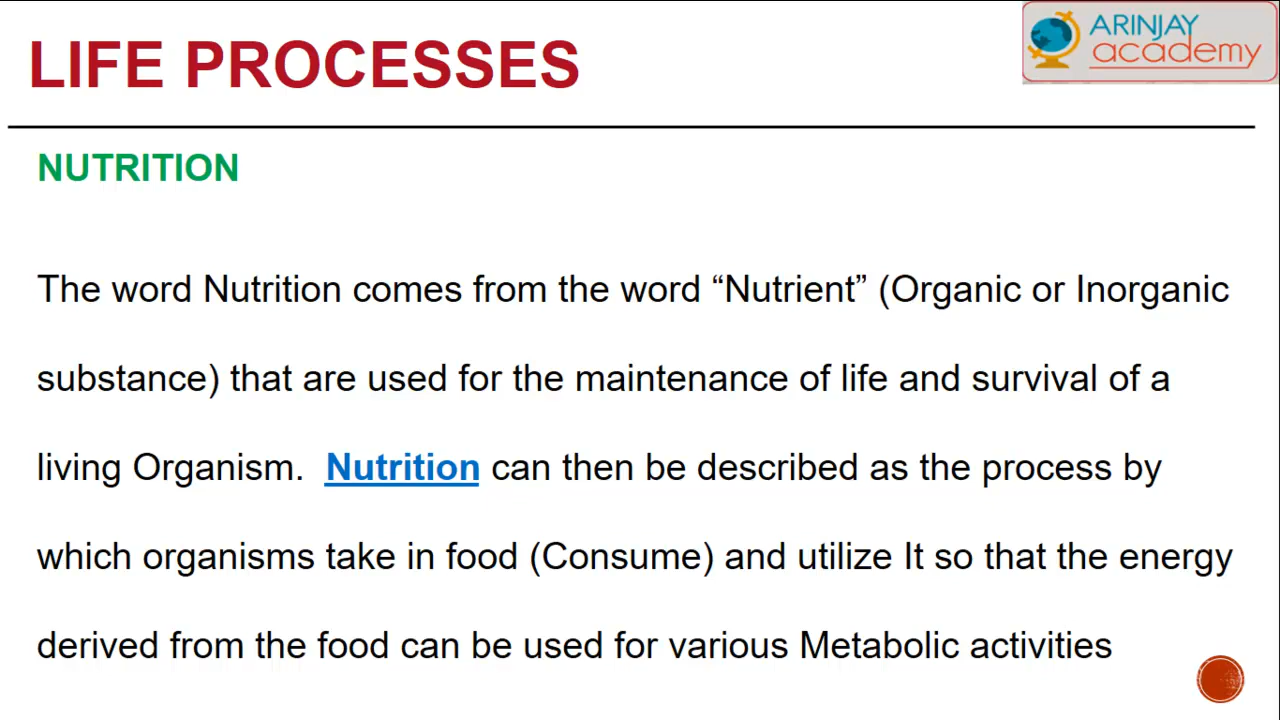 LIFE PROCESSES
ARINJAY
academy
NUTRITION
The word Nutrition comes from the word “Nutrient” (Organic or Inorganic
substance) that are used for the maintenance of life and survival of a
living Organism. Nutrition can then be described as the process by
which organisms take in food (Consume) and utilize It so that the energy
derived from the food can be used for various Metabolic activities